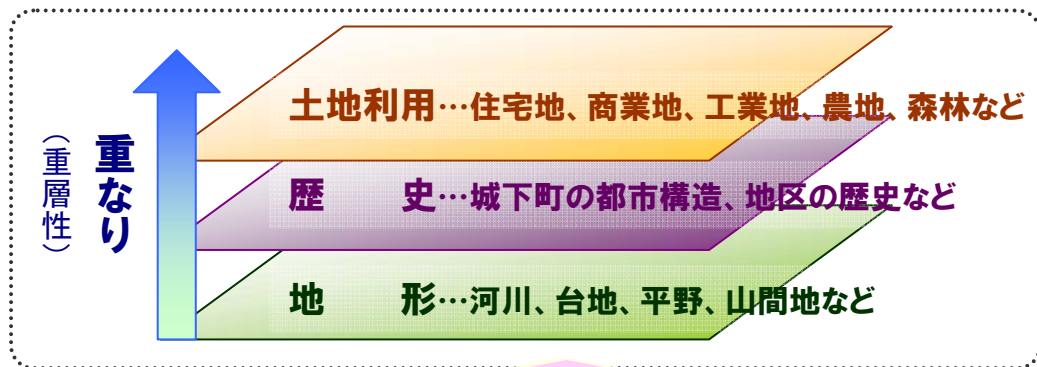 土地利用…住宅地、商業地、工業地、農地、森林など
歴　　史…城下町の都市構造、地区の歴史など
地　　形…河川、台地、平野、山間地など
重なり
（重層性）